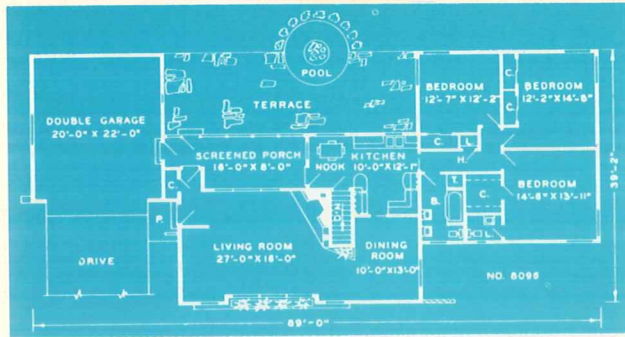 POOL
TERRACE
DOUBLE GARAGE
20'-0" X 22'-0"
BEDROOM
12'-7" X 12'-2"
C.
C.
BEDROOM
12'-2" X 14'-8"
SCREENED PORCH
16'-0" X 8'-0"
KITCHEN
10'-0" X 12'-1"
NOOK
C.
L.
H.
C.
P.
DN
B.
T.
C.
L.
BEDROOM
14'-8" X 13'-11"
39'-2"
DRIVE
LIVING ROOM
27'-0" X 16'-0"
DINING
ROOM
10'-0" X 13'-0"
NO. 8096
89'-0"